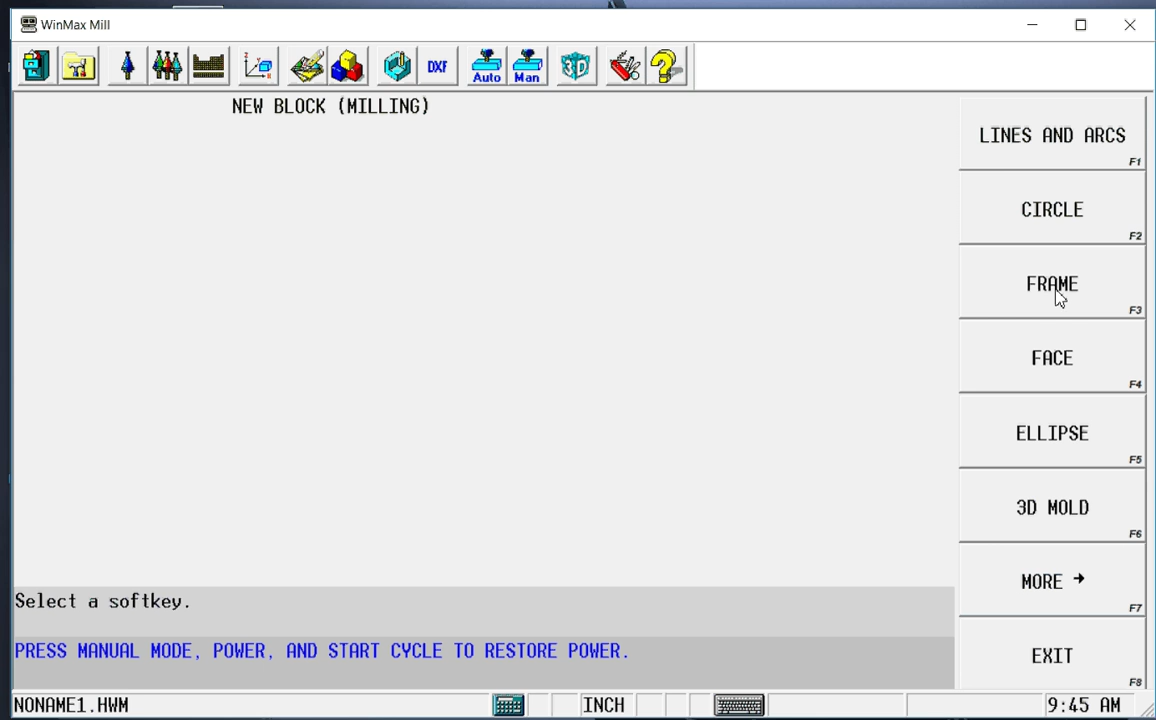 WinMax Mill
DXF
Auto
Man
3D
NEW BLOCK (MILLING)
LINES AND ARCS
F1
CIRCLE
F2
FRAME
F3
FACE
F4
ELLIPSE
F5
3D MOLD
F6
MORE →
F7
EXIT
F8
Select a softkey.
PRESS MANUAL MODE, POWER, AND START CYCLE TO RESTORE POWER.
NONAME1.HWM
INCH
9:45 AM